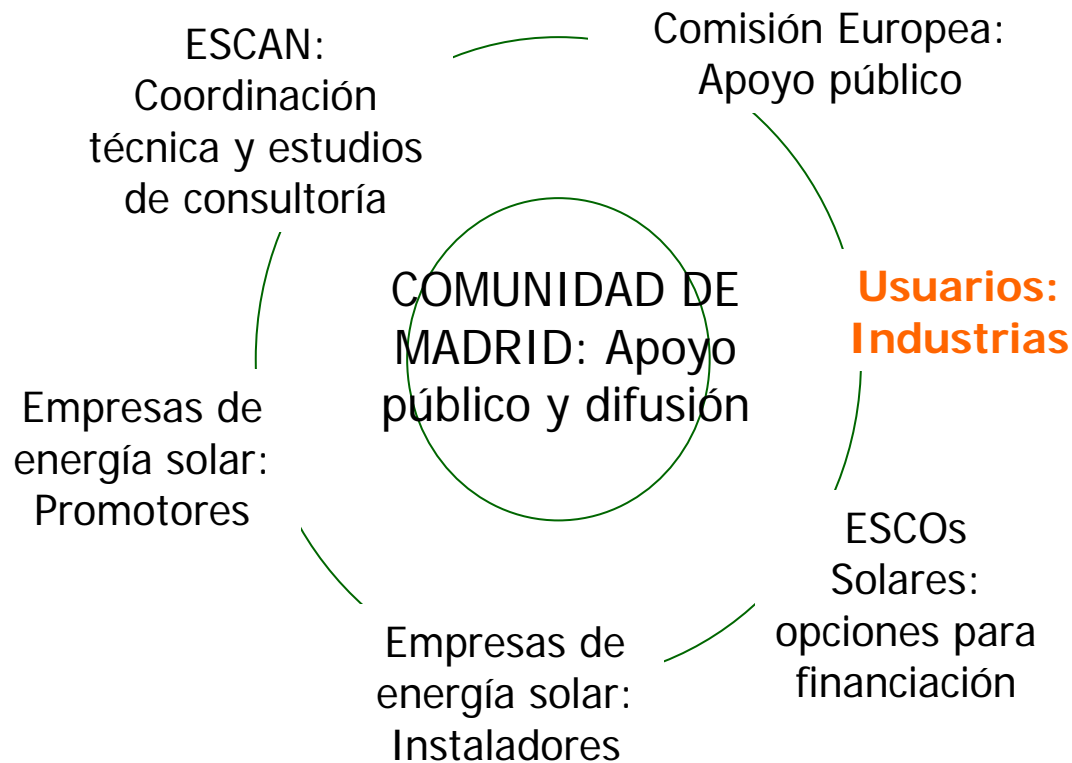 ESCAN:
Coordinación
técnica y estudios
de consultoría
Comisión Europea:
Apoyo público
COMUNIDAD DE
MADRID: Apoyo
público y difusión
Usuarios:
Industrias
Empresas de
energía solar:
Promotores
ESCOs
Solares:
opciones para
financiación
Empresas de
energía solar:
Instaladores